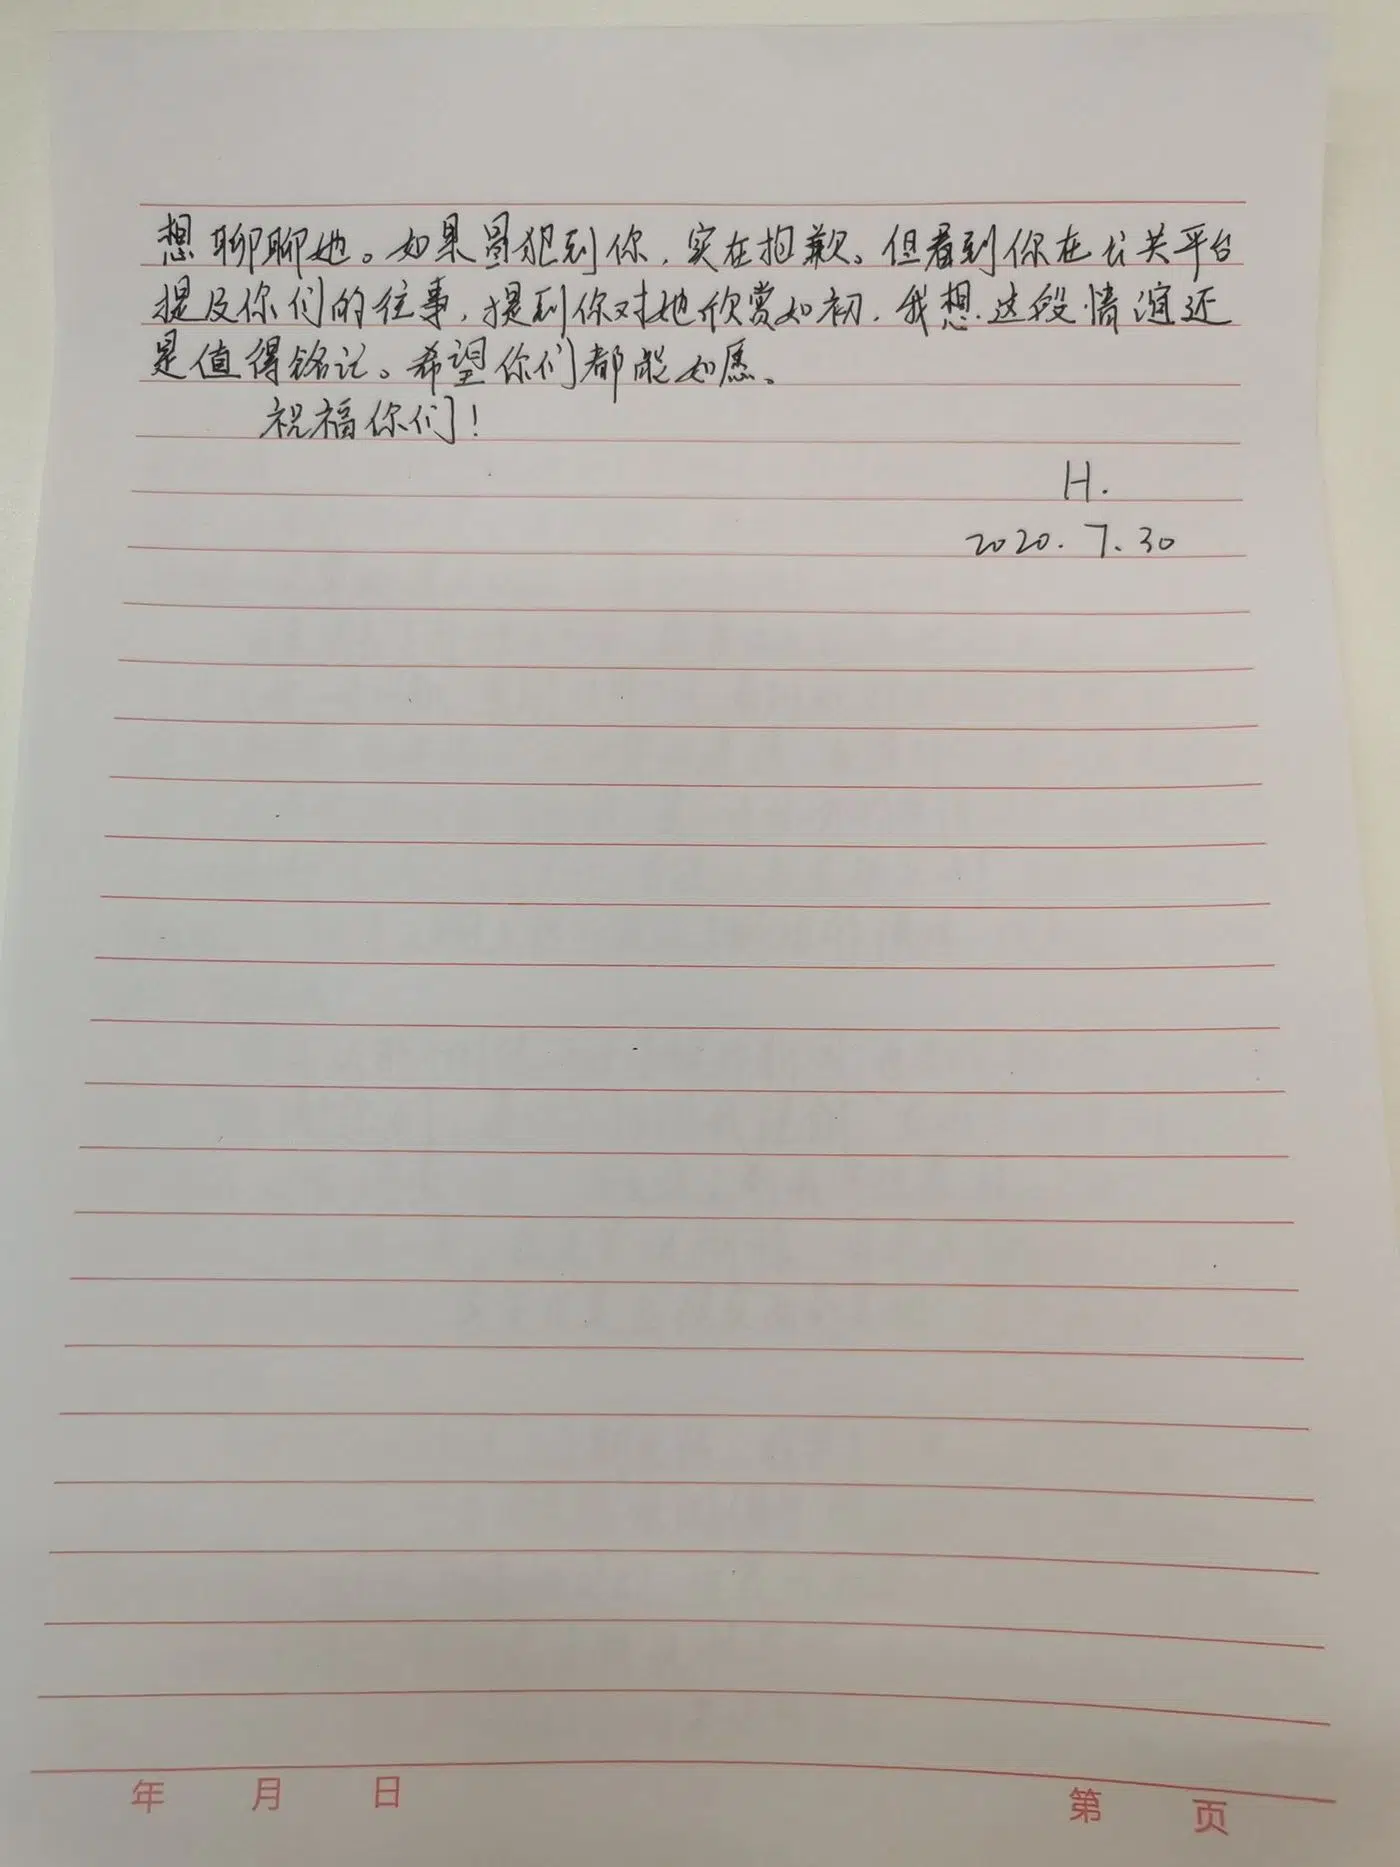 想聊聊她。如果冒犯到你，实在抱歉。但看到你在公共平台
提及你们的往事，提到你对她欣赏如初，我想这段情谊还
是值得铭记。希望你们都能如愿。
祝福你们！
H.
2020.7.30
年 月 日 第 页